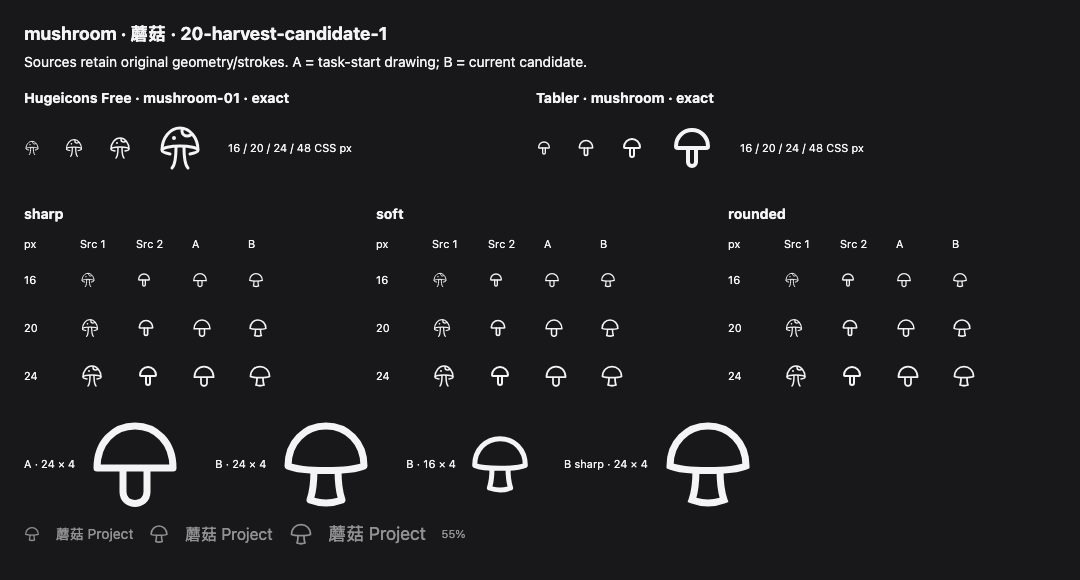 mushroom · 蘑菇 · 20-harvest-candidate-1
Sources retain original geometry/strokes. A = task-start drawing; B = current candidate.
Hugeicons Free · mushroom-01 · exact
Tabler · mushroom · exact
16 / 20 / 24 / 48 CSS px
16 / 20 / 24 / 48 CSS px
sharp
soft
rounded
px Src 1 Src 2 A B
px Src 1 Src 2 A B
px Src 1 Src 2 A B
16
16
16
20
20
20
24
24
24
A · 24 × 4
B · 24 × 4
B · 16 × 4
B sharp · 24 × 4
蘑菇 Project
蘑菇 Project
蘑菇 Project
55%